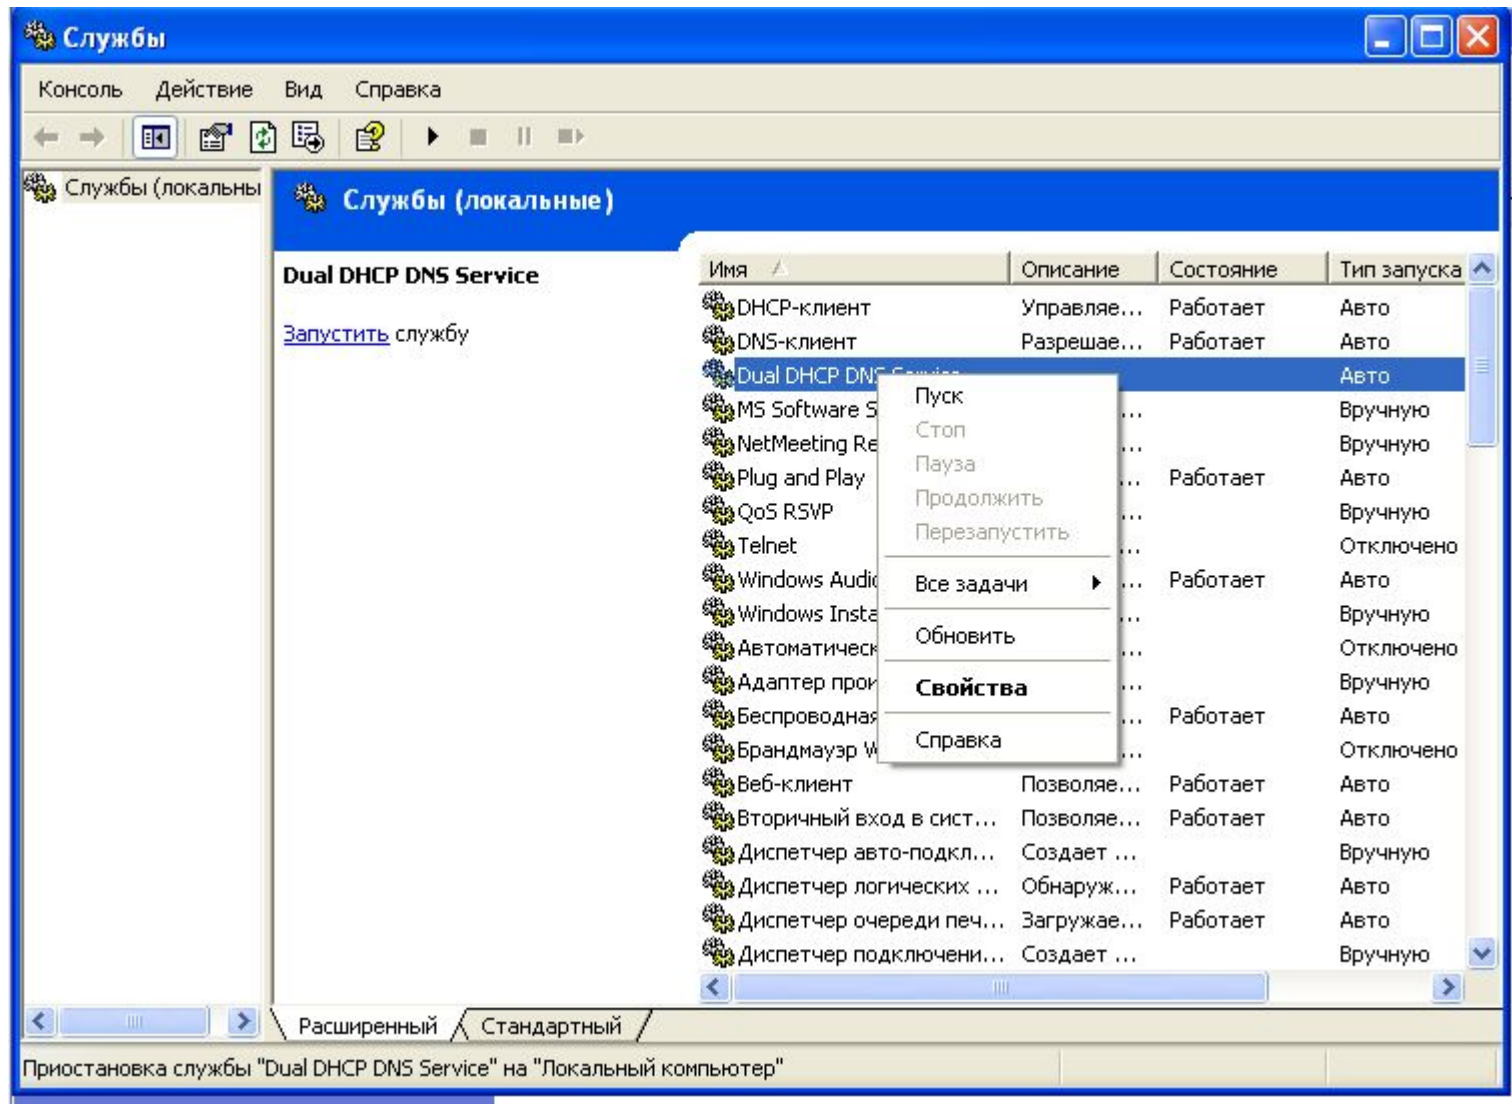 Службы
Консоль Действие Вид Справка
Службы (локальны
Службы (локальные)
Dual DHCP DNS Service
Запустить службу
Имя Описание Состояние Тип запуска
DHCP-клиент Управляе... Работает Авто
DNS-клиент Разрешае... Работает Авто
Dual DHCP DNS Service Авто
MS Software S ... Вручную
NetMeeting Re ... Вручную
Plug and Play ... Работает Авто
QoS RSVP ... Вручную
Telnet ... Отключено
Windows Audio ... Работает Авто
Windows Insta ... Вручную
Автоматическ ... Отключено
Адаптер прои ... Вручную
Беспроводная ... Работает Авто
Брандмауэр W ... Отключено
Веб-клиент Позволяе... Работает Авто
Вторичный вход в сист... Позволяе... Работает Авто
Диспетчер авто-подкл... Создает ... Вручную
Диспетчер логических ... Обнаруж... Работает Авто
Диспетчер очереди печ... Загружае... Работает Авто
Диспетчер подключени... Создает ... Вручную
Пуск
Стоп
Пауза
Продолжить
Перезапустить
Все задачи
Обновить
Свойства
Справка
Расширенный Стандартный
Приостановка службы "Dual DHCP DNS Service" на "Локальный компьютер"